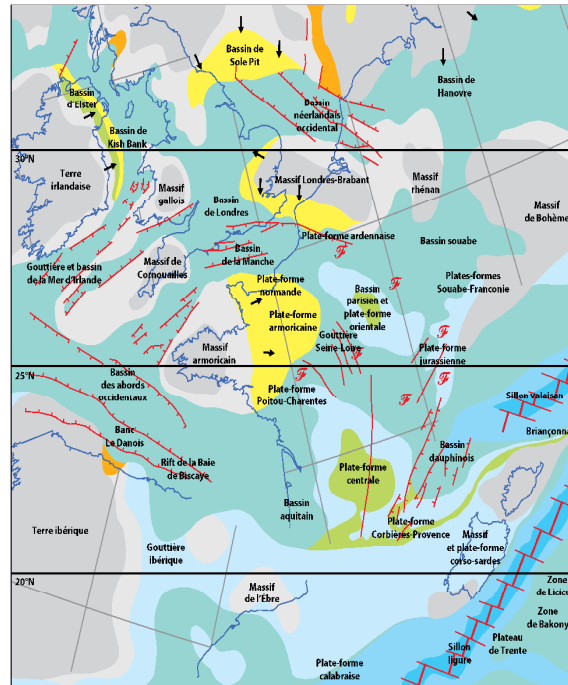 Bassin de
Sole Pit
Bassin de
Hanovre
Bassin
d'Elster
Bassin
néerlandais
occidental
Bassin de
Kish Bank
30°N
Terre
irlandaise
Massif
gallois
Massif Londres-Brabant
Massif
rhénan
Massif
de Bohème
Bassin
de Londres
Plate-forme ardennaise
Bassin souabe
Gouttière et bassin
de la Mer d'Irlande
Massif de
Cornouailles
Bassin
de la Manche
Plate-forme
normande
Bassin
parisien et
plate-forme
orientale
Plates-formes
Souabe-Franconie
Plate-forme
armoricaine
Gouttière
Seine-Loire
Massif
armoricain
Plate-forme
jurassienne
25°N
Bassin
des abords
occidentaux
Plate-forme
Poitou-Charentes
Sillon valaisan
Briançonna
Banc
Le Danois
Rift de la Baie
de Biscaye
Bassin
dauphinois
Plate-forme
centrale
Bassin
aquitain
Plate-forme
Corbières-Provence
Terre ibérique
Gouttière
ibérique
Massif
et plate-forme
corso-sardes
20°N
Massif
de l'Èbre
Zone
de Licicu
Zone
de Bakony
Plateau
de Trente
Sillon
ligure
Plate-forme
calabraise